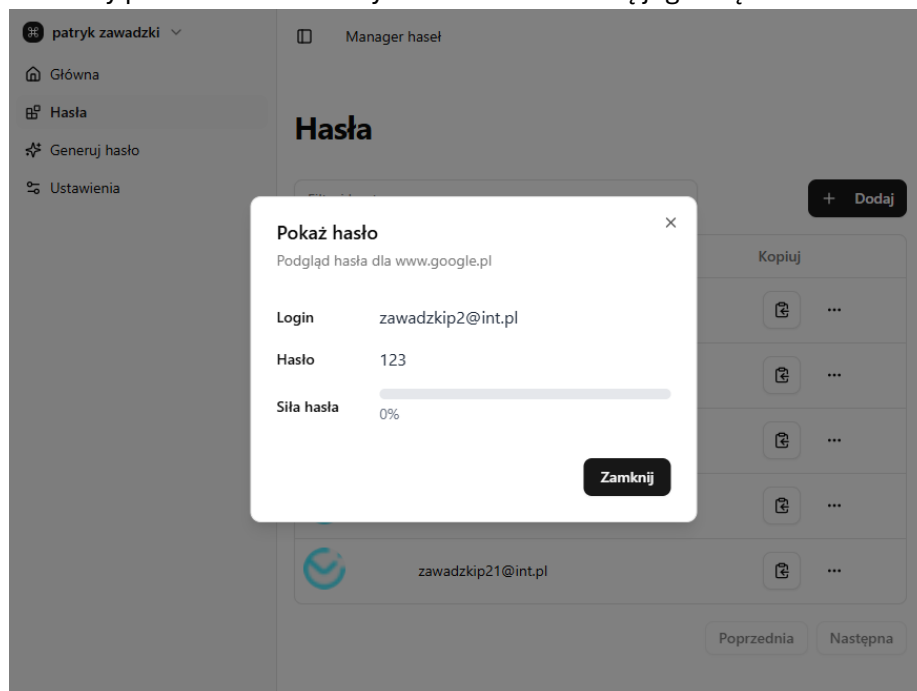 patryk zawadzki
Manager haseł
Główna
Hasła
Generuj hasło
Ustawienia
Hasła
+ Dodaj
Kopiuj
Pokaż hasło
Podgląd hasła dla www.google.pl
Login zawadzkip2@int.pl
Hasło 123
Siła hasła
0%
Zamknij
zawadzkip21@int.pl
Poprzednia Następna